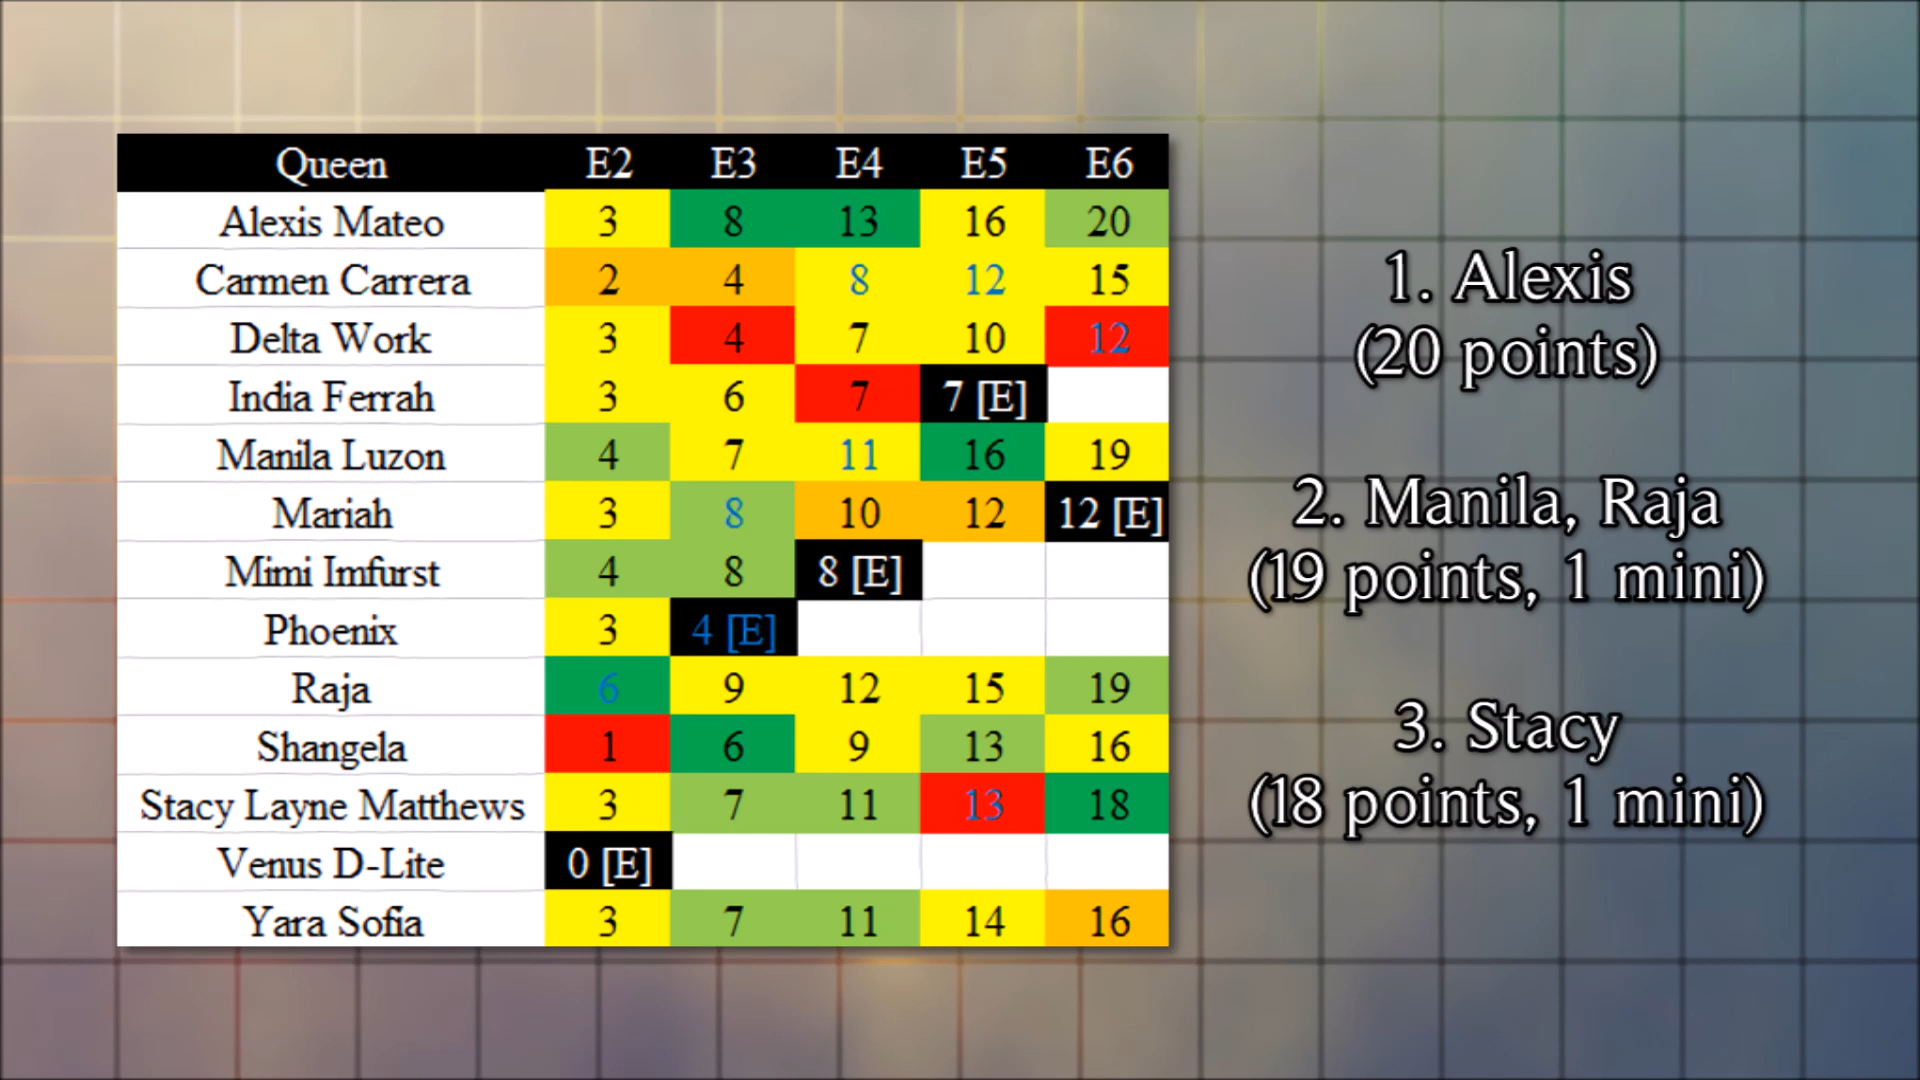 Queen E2 E3 E4 E5 E6
Alexis Mateo 3 8 13 16 20
Carmen Carrera 2 4 8 12 15
Delta Work 3 4 7 10 12
India Ferrah 3 6 7 7 [E]
Manila Luzon 4 7 11 16 19
Mariah 3 8 10 12 12 [E]
Mimi Imfurst 4 8 8 [E]
Phoenix 3 4 [E]
Raja 6 9 12 15 19
Shangela 1 6 9 13 16
Stacy Layne Matthews 3 7 11 13 18
Venus D-Lite 0 [E]
Yara Sofia 3 7 11 14 16
1. Alexis
(20 points)
2. Manila, Raja
(19 points, 1 mini)
3. Stacy
(18 points, 1 mini)